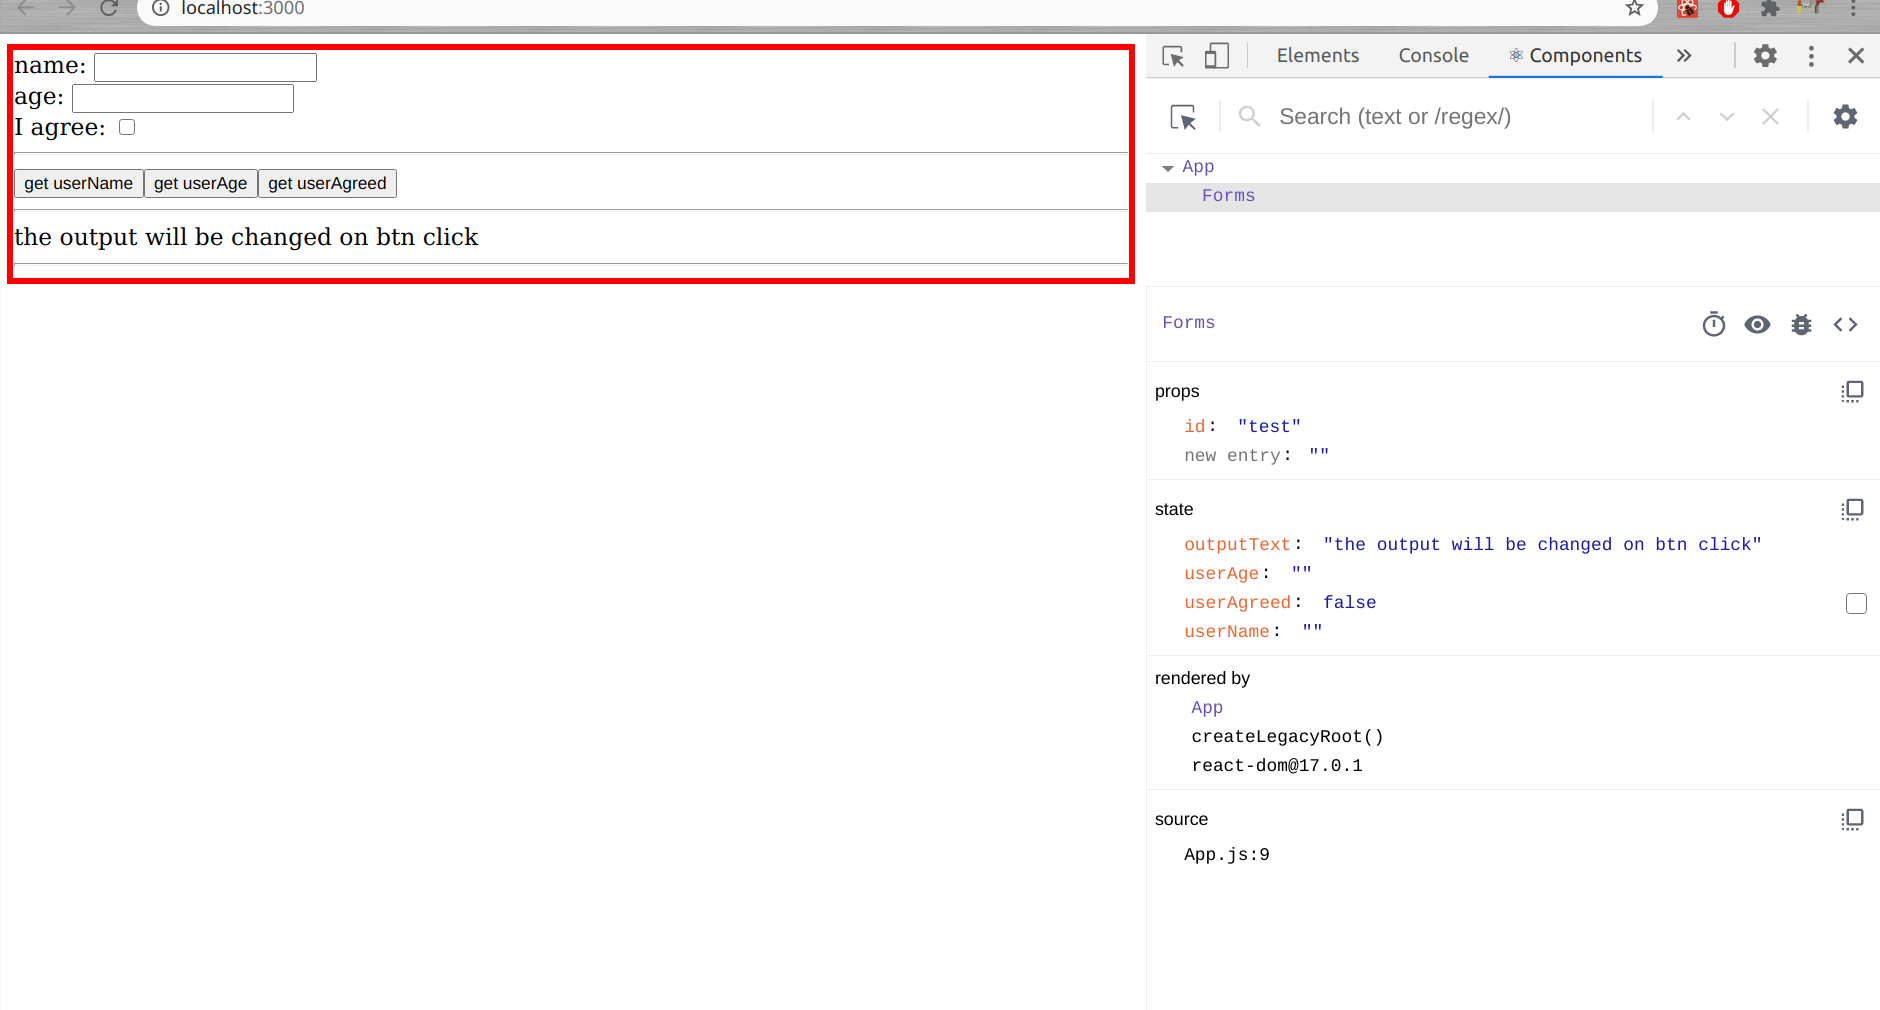 localhost:3000
name:
age:
I agree:
get userName get userAge get userAgreed
the output will be changed on btn click
Elements Console Components
Search (text or /regex/)
App
Forms
Forms
props
id: "test"
new entry: ""
state
outputText: "the output will be changed on btn click"
userAge: ""
userAgreed: false
userName: ""
rendered by
App
createLegacyRoot()
react-dom@17.0.1
source
App.js:9